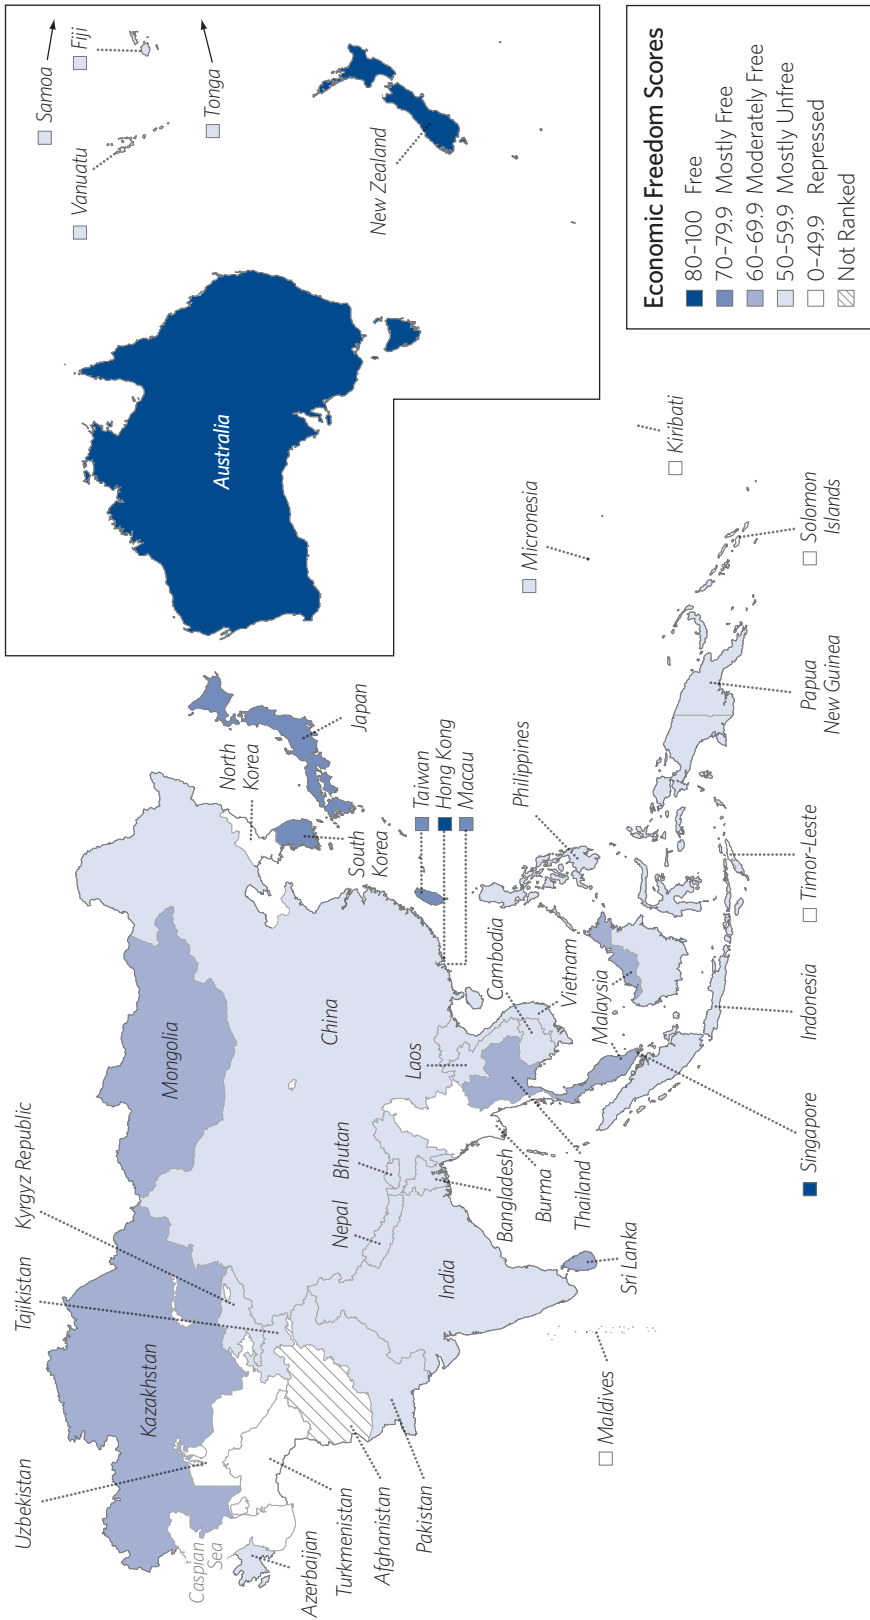 Uzbekistan
Tajikistan
Kyrgyz Republic
Kazakhstan
Mongolia
Caspian
Sea
Azerbaijan
Turkmenistan
Afghanistan
Pakistan
Nepal
Bhutan
China
India
Laos
North
Korea
South
Korea
Japan
Taiwan
Hong Kong
Macau
Bangladesh
Burma
Thailand
Cambodia
Vietnam
Philippines
Malaysia
Sri Lanka
Maldives
Singapore
Indonesia
Timor-Leste
Papua
New Guinea
Solomon
Islands
Micronesia
Kiribati
Australia
Vanuatu
Samoa
Fiji
Tonga
New Zealand
Economic Freedom Scores
80–100 Free
70–79.9 Mostly Free
60–69.9 Moderately Free
50–59.9 Mostly Unfree
0–49.9 Repressed
Not Ranked